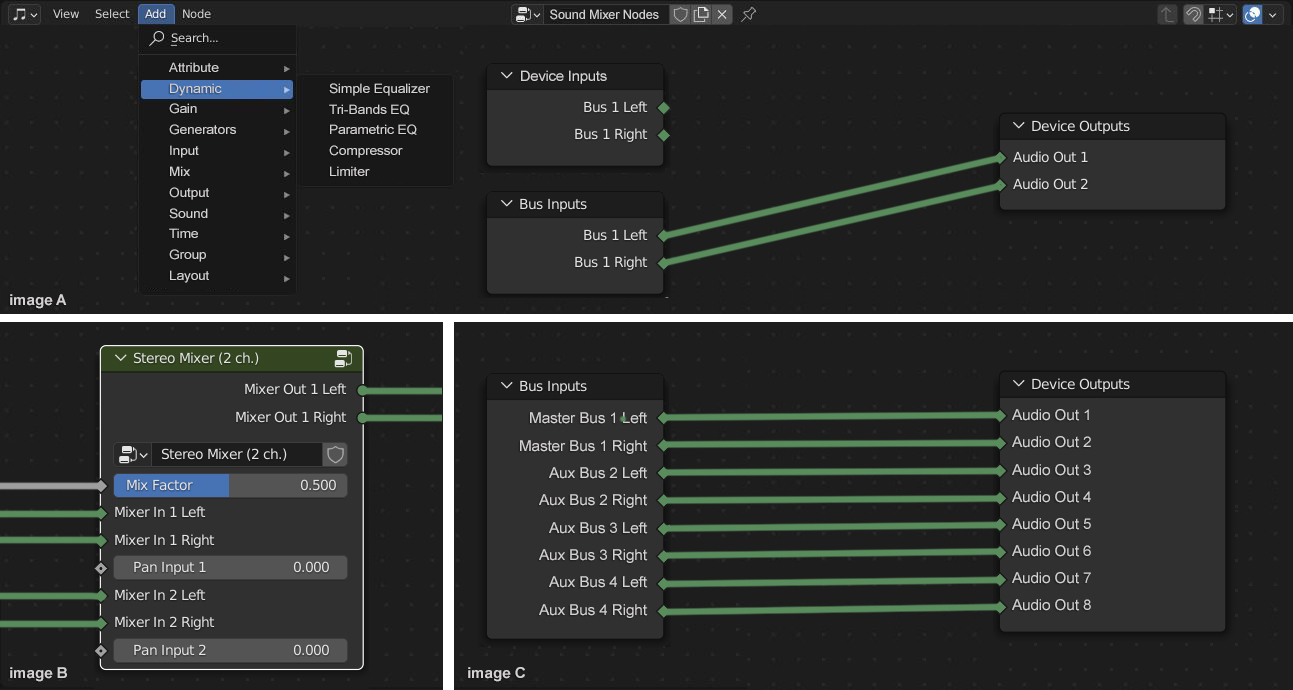 View Select Add Node Sound Mixer Nodes
Search...
Attribute
Dynamic
Gain
Generators
Input
Mix
Output
Sound
Time
Group
Layout
Simple Equalizer
Tri-Bands EQ
Parametric EQ
Compressor
Limiter
Device Inputs
Bus 1 Left
Bus 1 Right
Bus Inputs
Bus 1 Left
Bus 1 Right
Device Outputs
Audio Out 1
Audio Out 2
image A
Stereo Mixer (2 ch.)
Mixer Out 1 Left
Mixer Out 1 Right
Stereo Mixer (2 ch.)
Mix Factor 0.500
Mixer In 1 Left
Mixer In 1 Right
Pan Input 1 0.000
Mixer In 2 Left
Mixer In 2 Right
Pan Input 2 0.000
image B
Bus Inputs
Master Bus 1 Left
Master Bus 1 Right
Aux Bus 2 Left
Aux Bus 2 Right
Aux Bus 3 Left
Aux Bus 3 Right
Aux Bus 4 Left
Aux Bus 4 Right
Device Outputs
Audio Out 1
Audio Out 2
Audio Out 3
Audio Out 4
Audio Out 5
Audio Out 6
Audio Out 7
Audio Out 8
image C